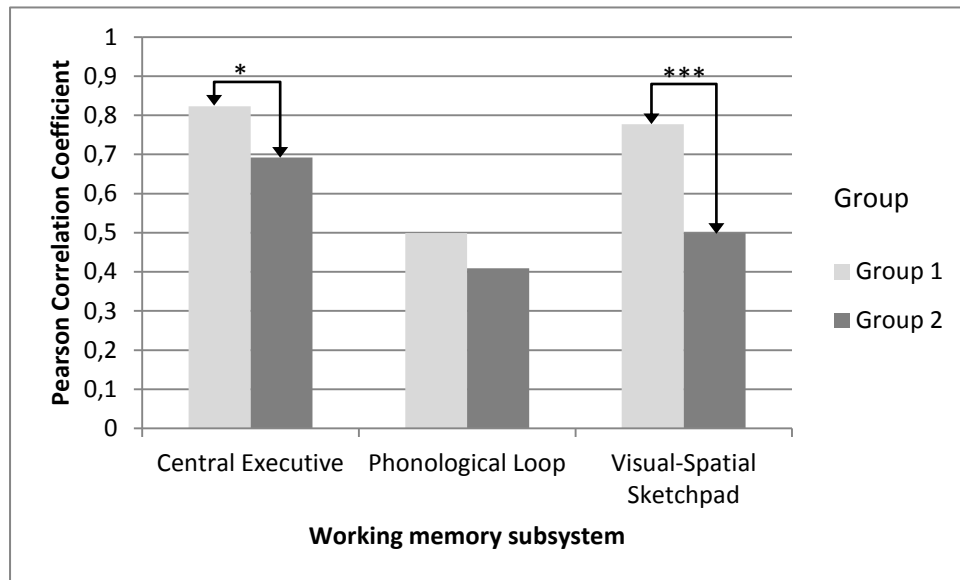 Pearson Correlation Coefficient
1
0,9
0,8
0,7
0,6
0,5
0,4
0,3
0,2
0,1
0
*
***
Central Executive
Phonological Loop
Visual-Spatial
Sketchpad
Working memory subsystem
Group
Group 1
Group 2